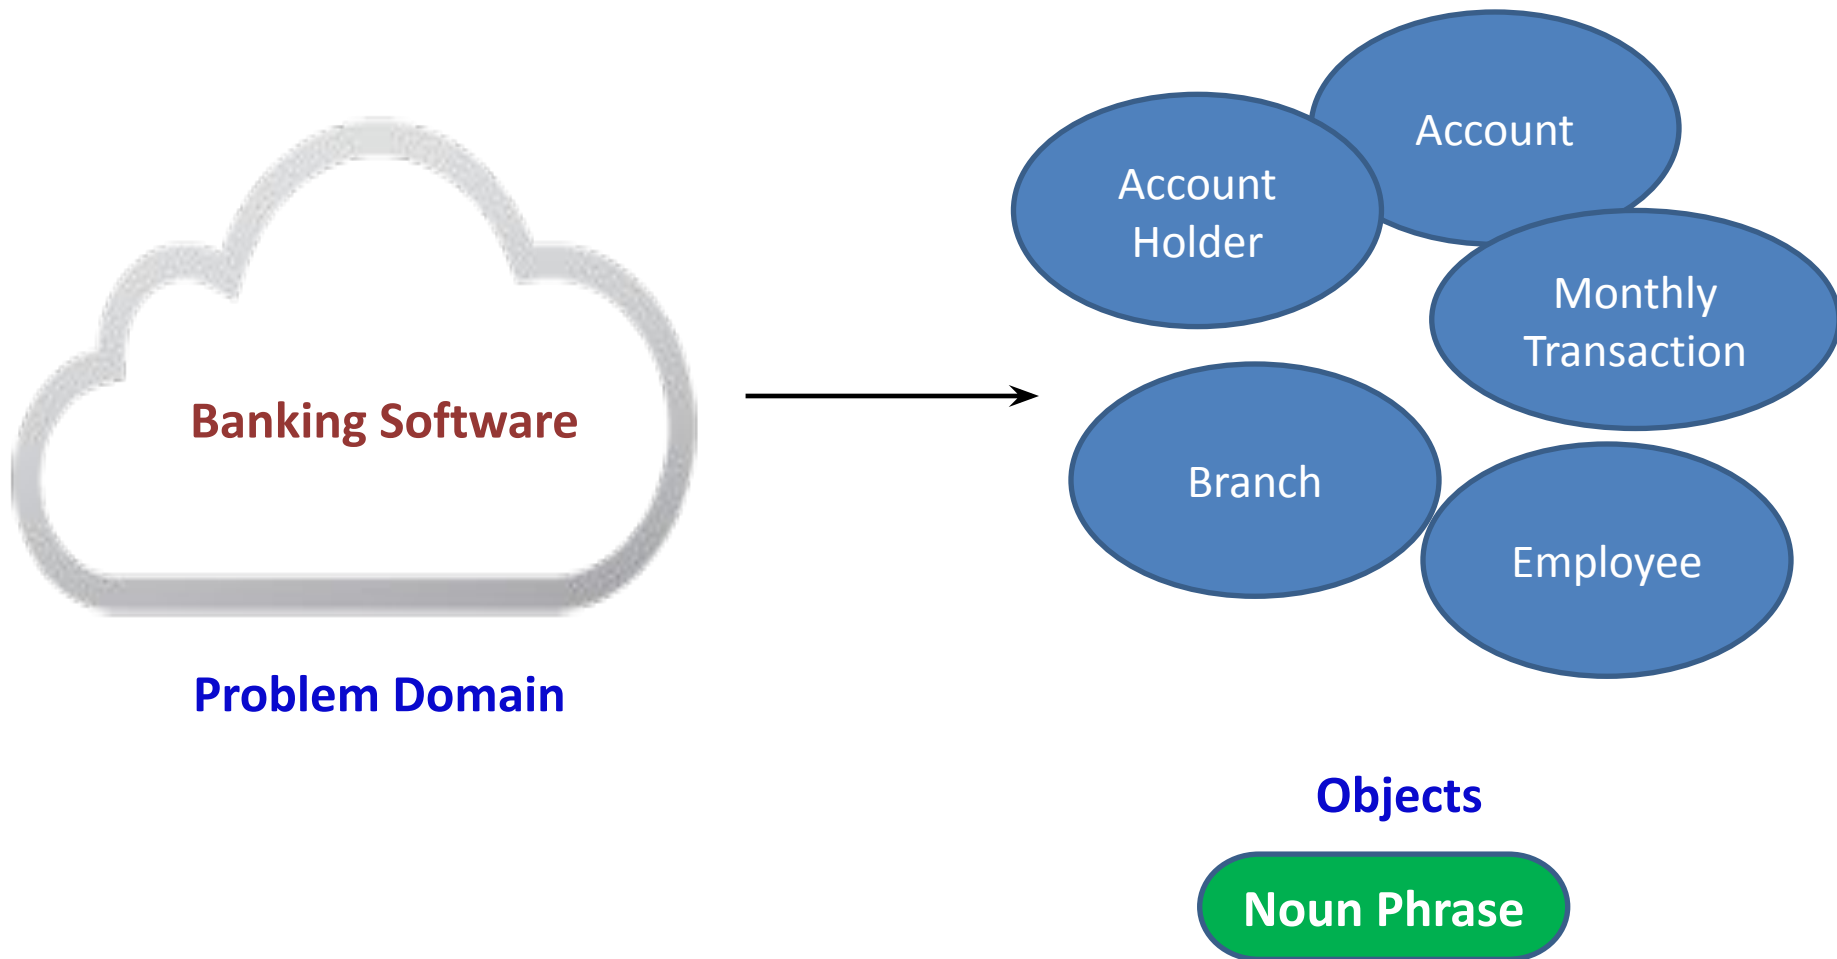 Banking Software
Problem Domain
Account
Account
Holder
Monthly
Transaction
Branch
Employee
Objects
Noun Phrase